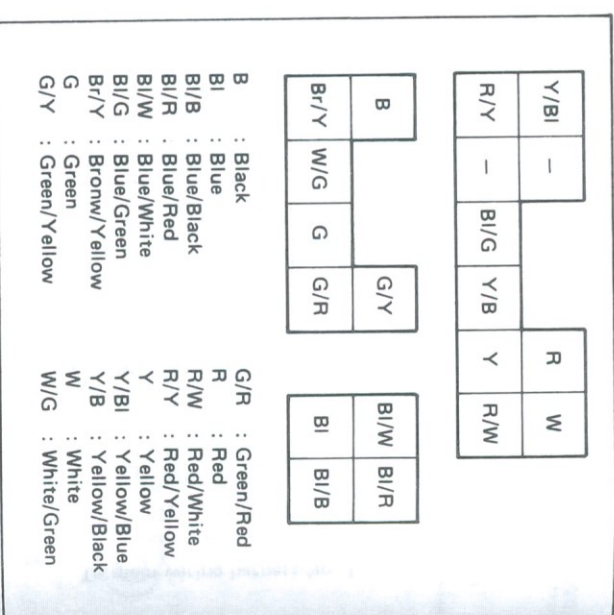 Y/Bl – R W
R/Y – Bl/G Y/B Y R/W
B G/Y
Br/Y W/G G G/R
Bl/W Bl/R
Bl Bl/B
B : Black
Bl : Blue
Bl/B : Blue/Black
Bl/R : Blue/Red
Bl/W : Blue/White
Bl/G : Blue/Green
Br/Y : Bronw/Yellow
G : Green
G/Y : Green/Yellow
G/R : Green/Red
R : Red
R/W : Red/White
R/Y : Red/Yellow
Y : Yellow
Y/Bl : Yellow/Blue
Y/B : Yellow/Black
W : White
W/G : White/Green